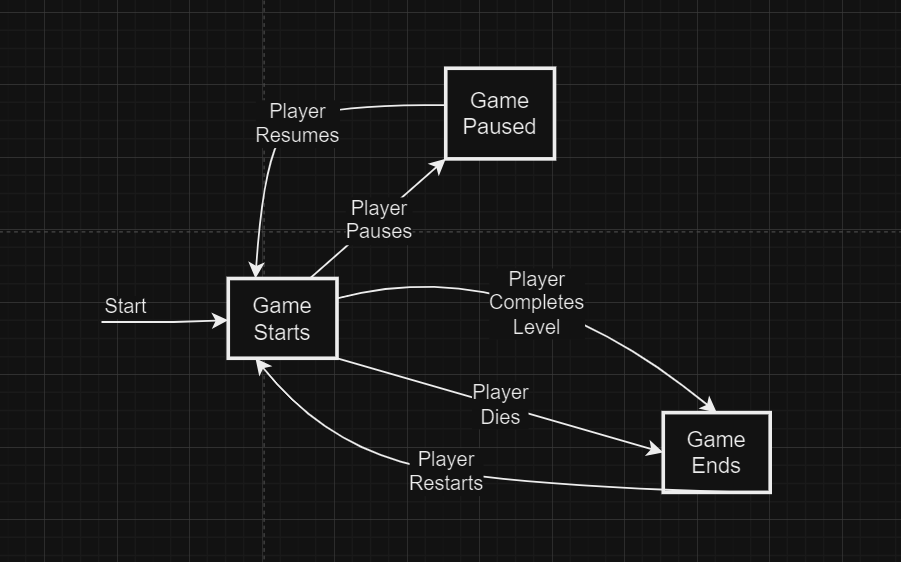 Game
Paused
Player
Resumes
Player
Pauses
Start
Game
Starts
Player
Completes
Level
Player
Dies
Game
Ends
Player
Restarts